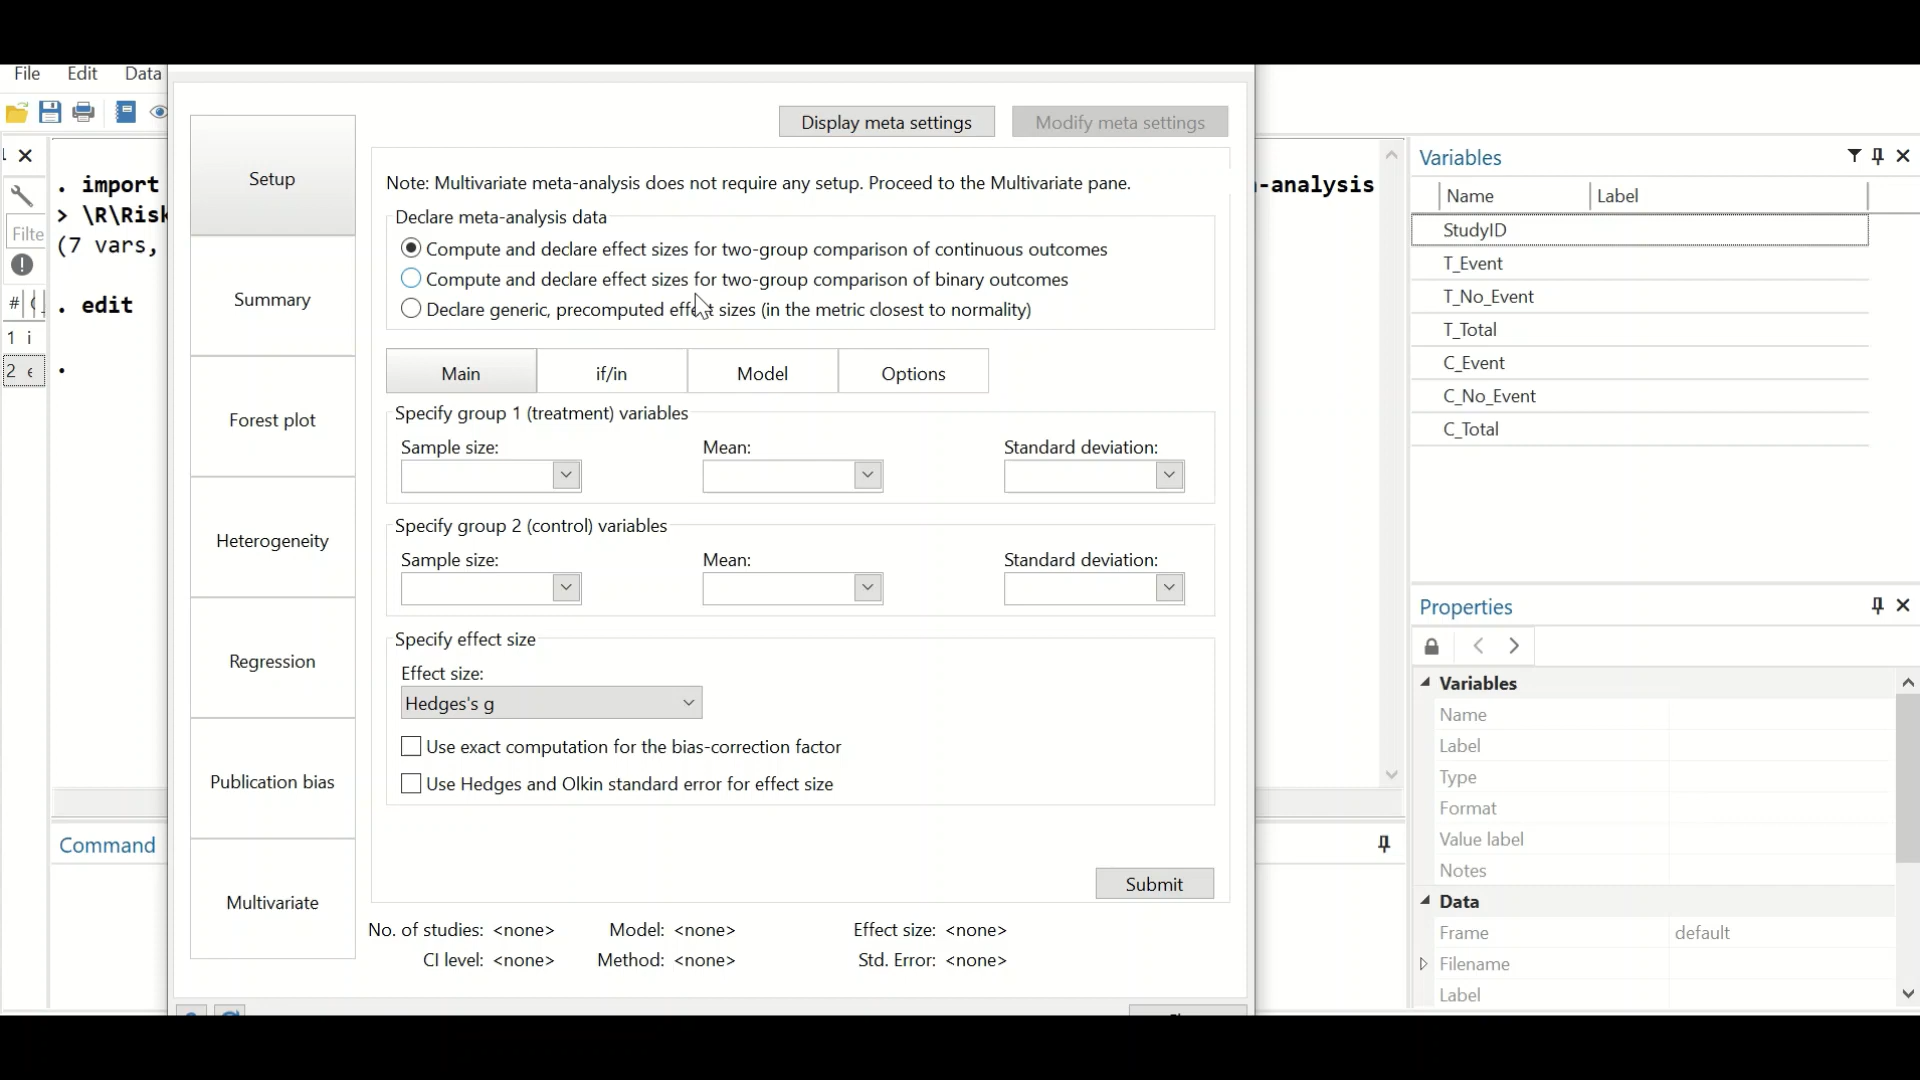 File Edit Data
. import
> \R\Risk
(7 vars,
. edit
.
Filte
#
1 i
2 e
Command
Display meta settings
Modify meta settings
Setup
Summary
Forest plot
Heterogeneity
Regression
Publication bias
Multivariate
Note: Multivariate meta-analysis does not require any setup. Proceed to the Multivariate pane.
Declare meta-analysis data
Compute and declare effect sizes for two-group comparison of continuous outcomes
Compute and declare effect sizes for two-group comparison of binary outcomes
Declare generic, precomputed effect sizes (in the metric closest to normality)
Main if/in Model Options
Specify group 1 (treatment) variables
Sample size: Mean: Standard deviation:
Specify group 2 (control) variables
Sample size: Mean: Standard deviation:
Specify effect size
Effect size:
Hedges's g
Use exact computation for the bias-correction factor
Use Hedges and Olkin standard error for effect size
Submit
No. of studies: <none> Model: <none> Effect size: <none>
CI level: <none> Method: <none> Std. Error: <none>
-analysis
Variables
Name Label
StudyID
T_Event
T_No_Event
T_Total
C_Event
C_No_Event
C_Total
Properties
Variables
Name
Label
Type
Format
Value label
Notes
Data
Frame default
Filename
Label